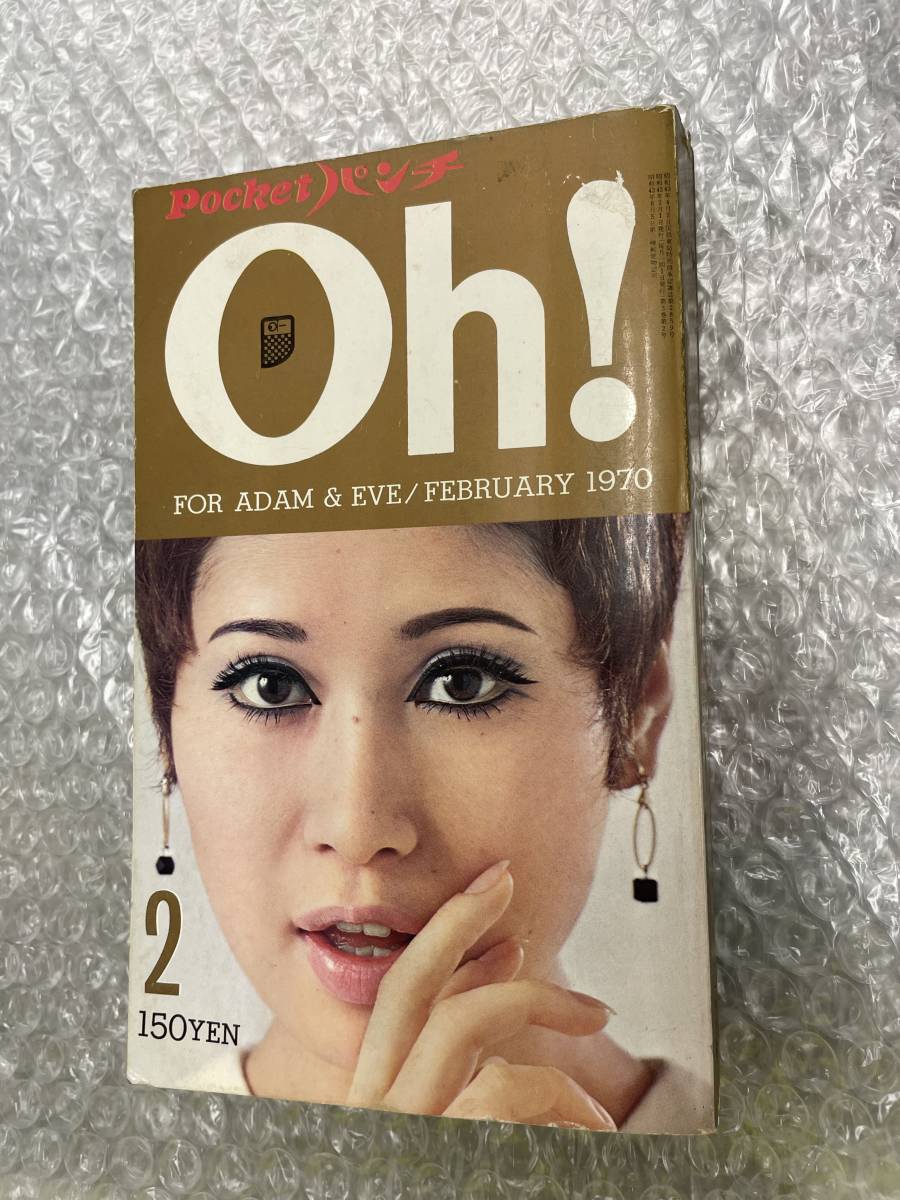 Pocketパンチ
Oh!
FOR ADAM & EVE/FEBRUARY 1970
2
150YEN